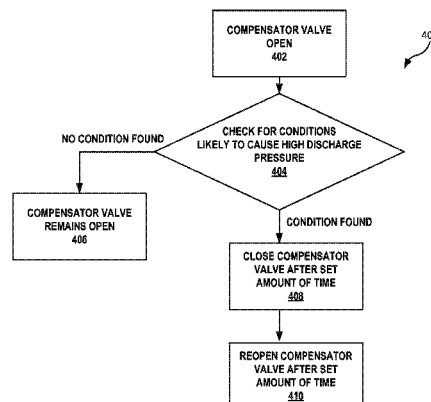 COMPENSATOR VALVE
OPEN
402
40
NO CONDITION FOUND
CHECK FOR CONDITIONS
LIKELY TO CAUSE HIGH DISCHARGE
PRESSURE
404
COMPENSATOR VALVE
REMAINS OPEN
406
CONDITION FOUND
CLOSE COMPENSATOR
VALVE AFTER SET
AMOUNT OF TIME
408
REOPEN COMPENSATOR
VALVE AFTER SET
AMOUNT OF TIME
410